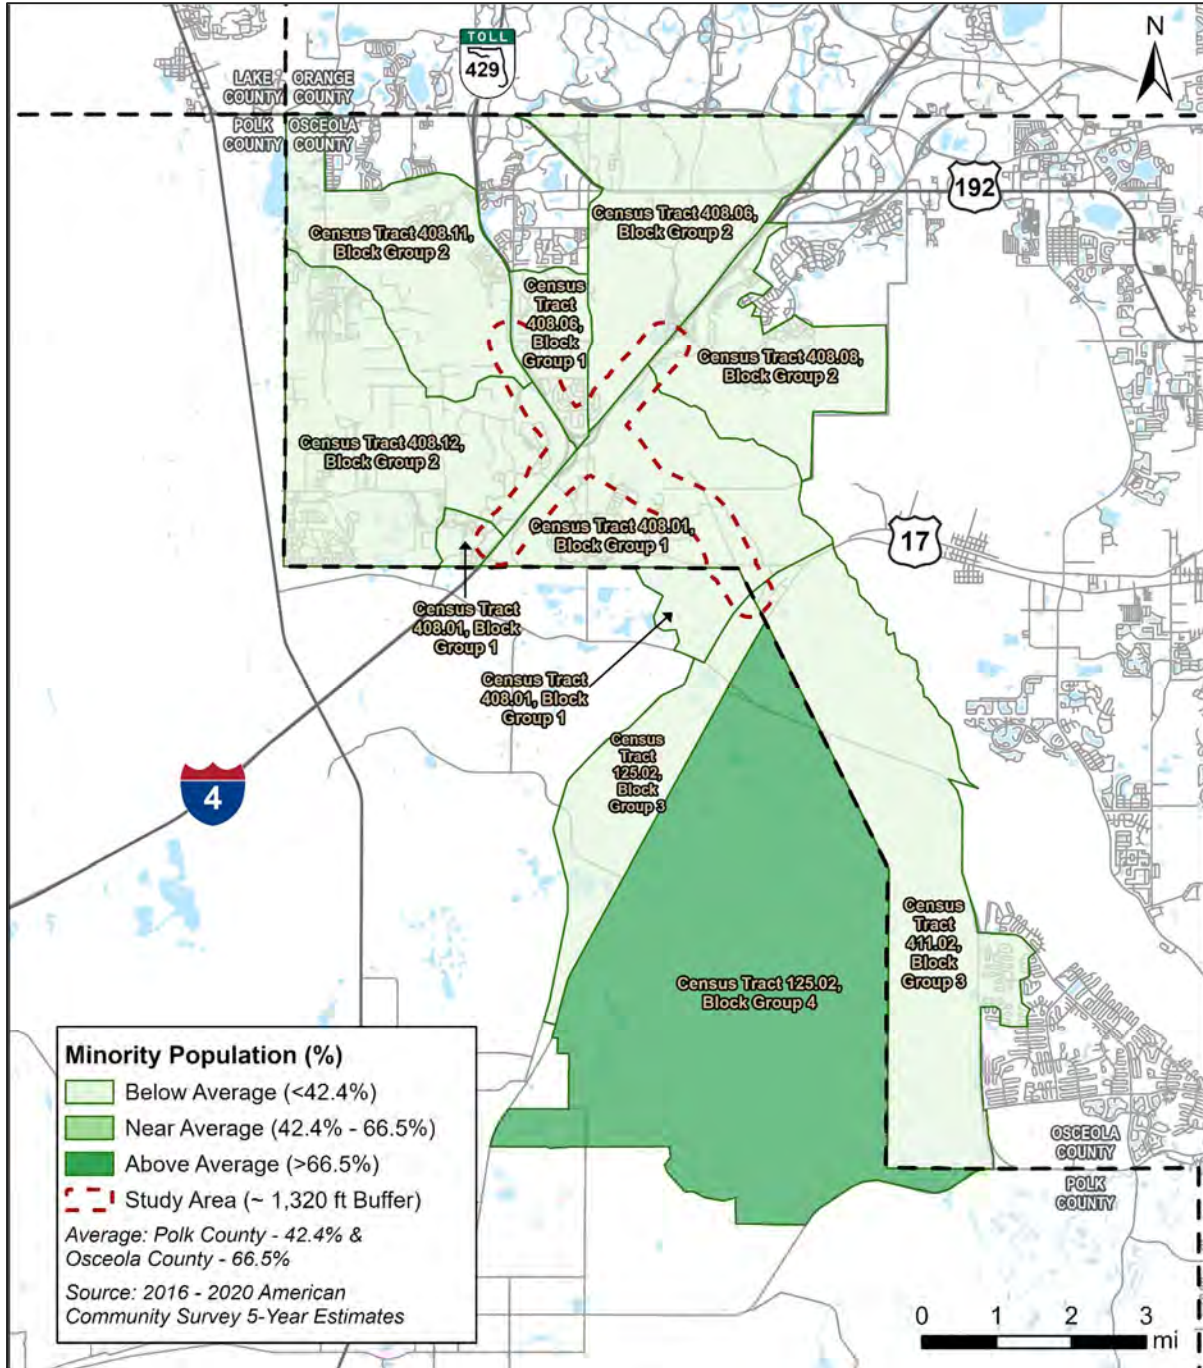 TOLL
429
N
LAKE
COUNTY
ORANGE
COUNTY
POLK
COUNTY
OSCEOLA
COUNTY
192
Census Tract 408.11,
Block Group 2
Census Tract 408.06,
Block Group 2
Census
Tract
408.06,
Block
Group 1
Census Tract 408.08,
Block Group 2
Census Tract 408.12,
Block Group 2
Census Tract 408.01,
Block Group 1
17
Census Tract
408.01, Block
Group 1
Census Tract
408.01, Block
Group 1
Census
Tract
125.02,
Block
Group 3
4
Census
Tract
411.02,
Block
Group 3
Census Tract 125.02,
Block Group 4
Minority Population (%)
Below Average (<42.4%)
Near Average (42.4% - 66.5%)
Above Average (>66.5%)
Study Area (~ 1,320 ft Buffer)
Average: Polk County - 42.4% &
Osceola County - 66.5%
Source: 2016 - 2020 American
Community Survey 5-Year Estimates
OSCEOLA
COUNTY
POLK
COUNTY
0 1 2 3
mi